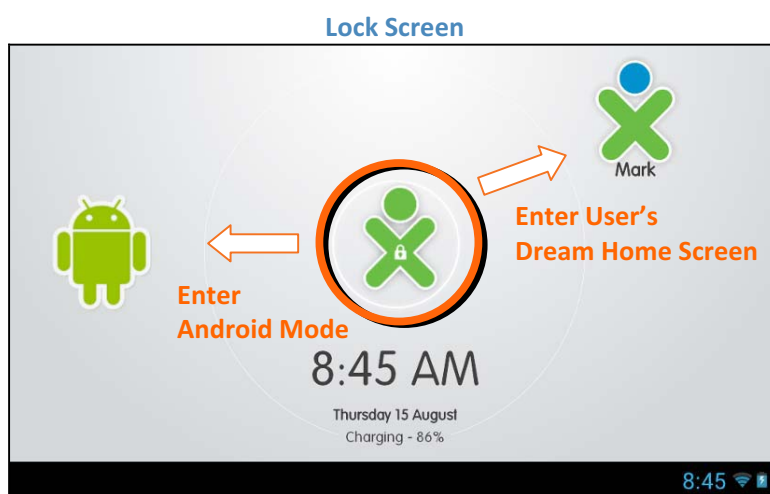 Lock Screen
Mark
Enter User’s
Dream Home Screen
Enter
Android Mode
8:45 AM
Thursday 15 August
Charging - 86%
8:45